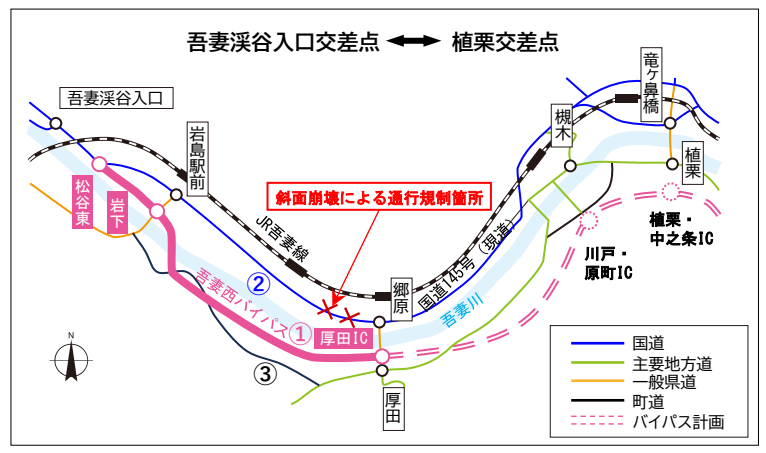 吾妻渓谷入口交差点 ⟷ 植栗交差点
吾妻渓谷入口
岩島駅前
竜ヶ鼻橋
槻木
植栗
松谷東
岩下
斜面崩壊による通行規制箇所
JR吾妻線
国道145号(現道)
植栗・
中之条IC
川戸・
原町IC
②
郷原
吾妻川
吾妻西バイパス①
厚田IC
③
厚田
N
国道
主要地方道
一般県道
町道
バイパス計画